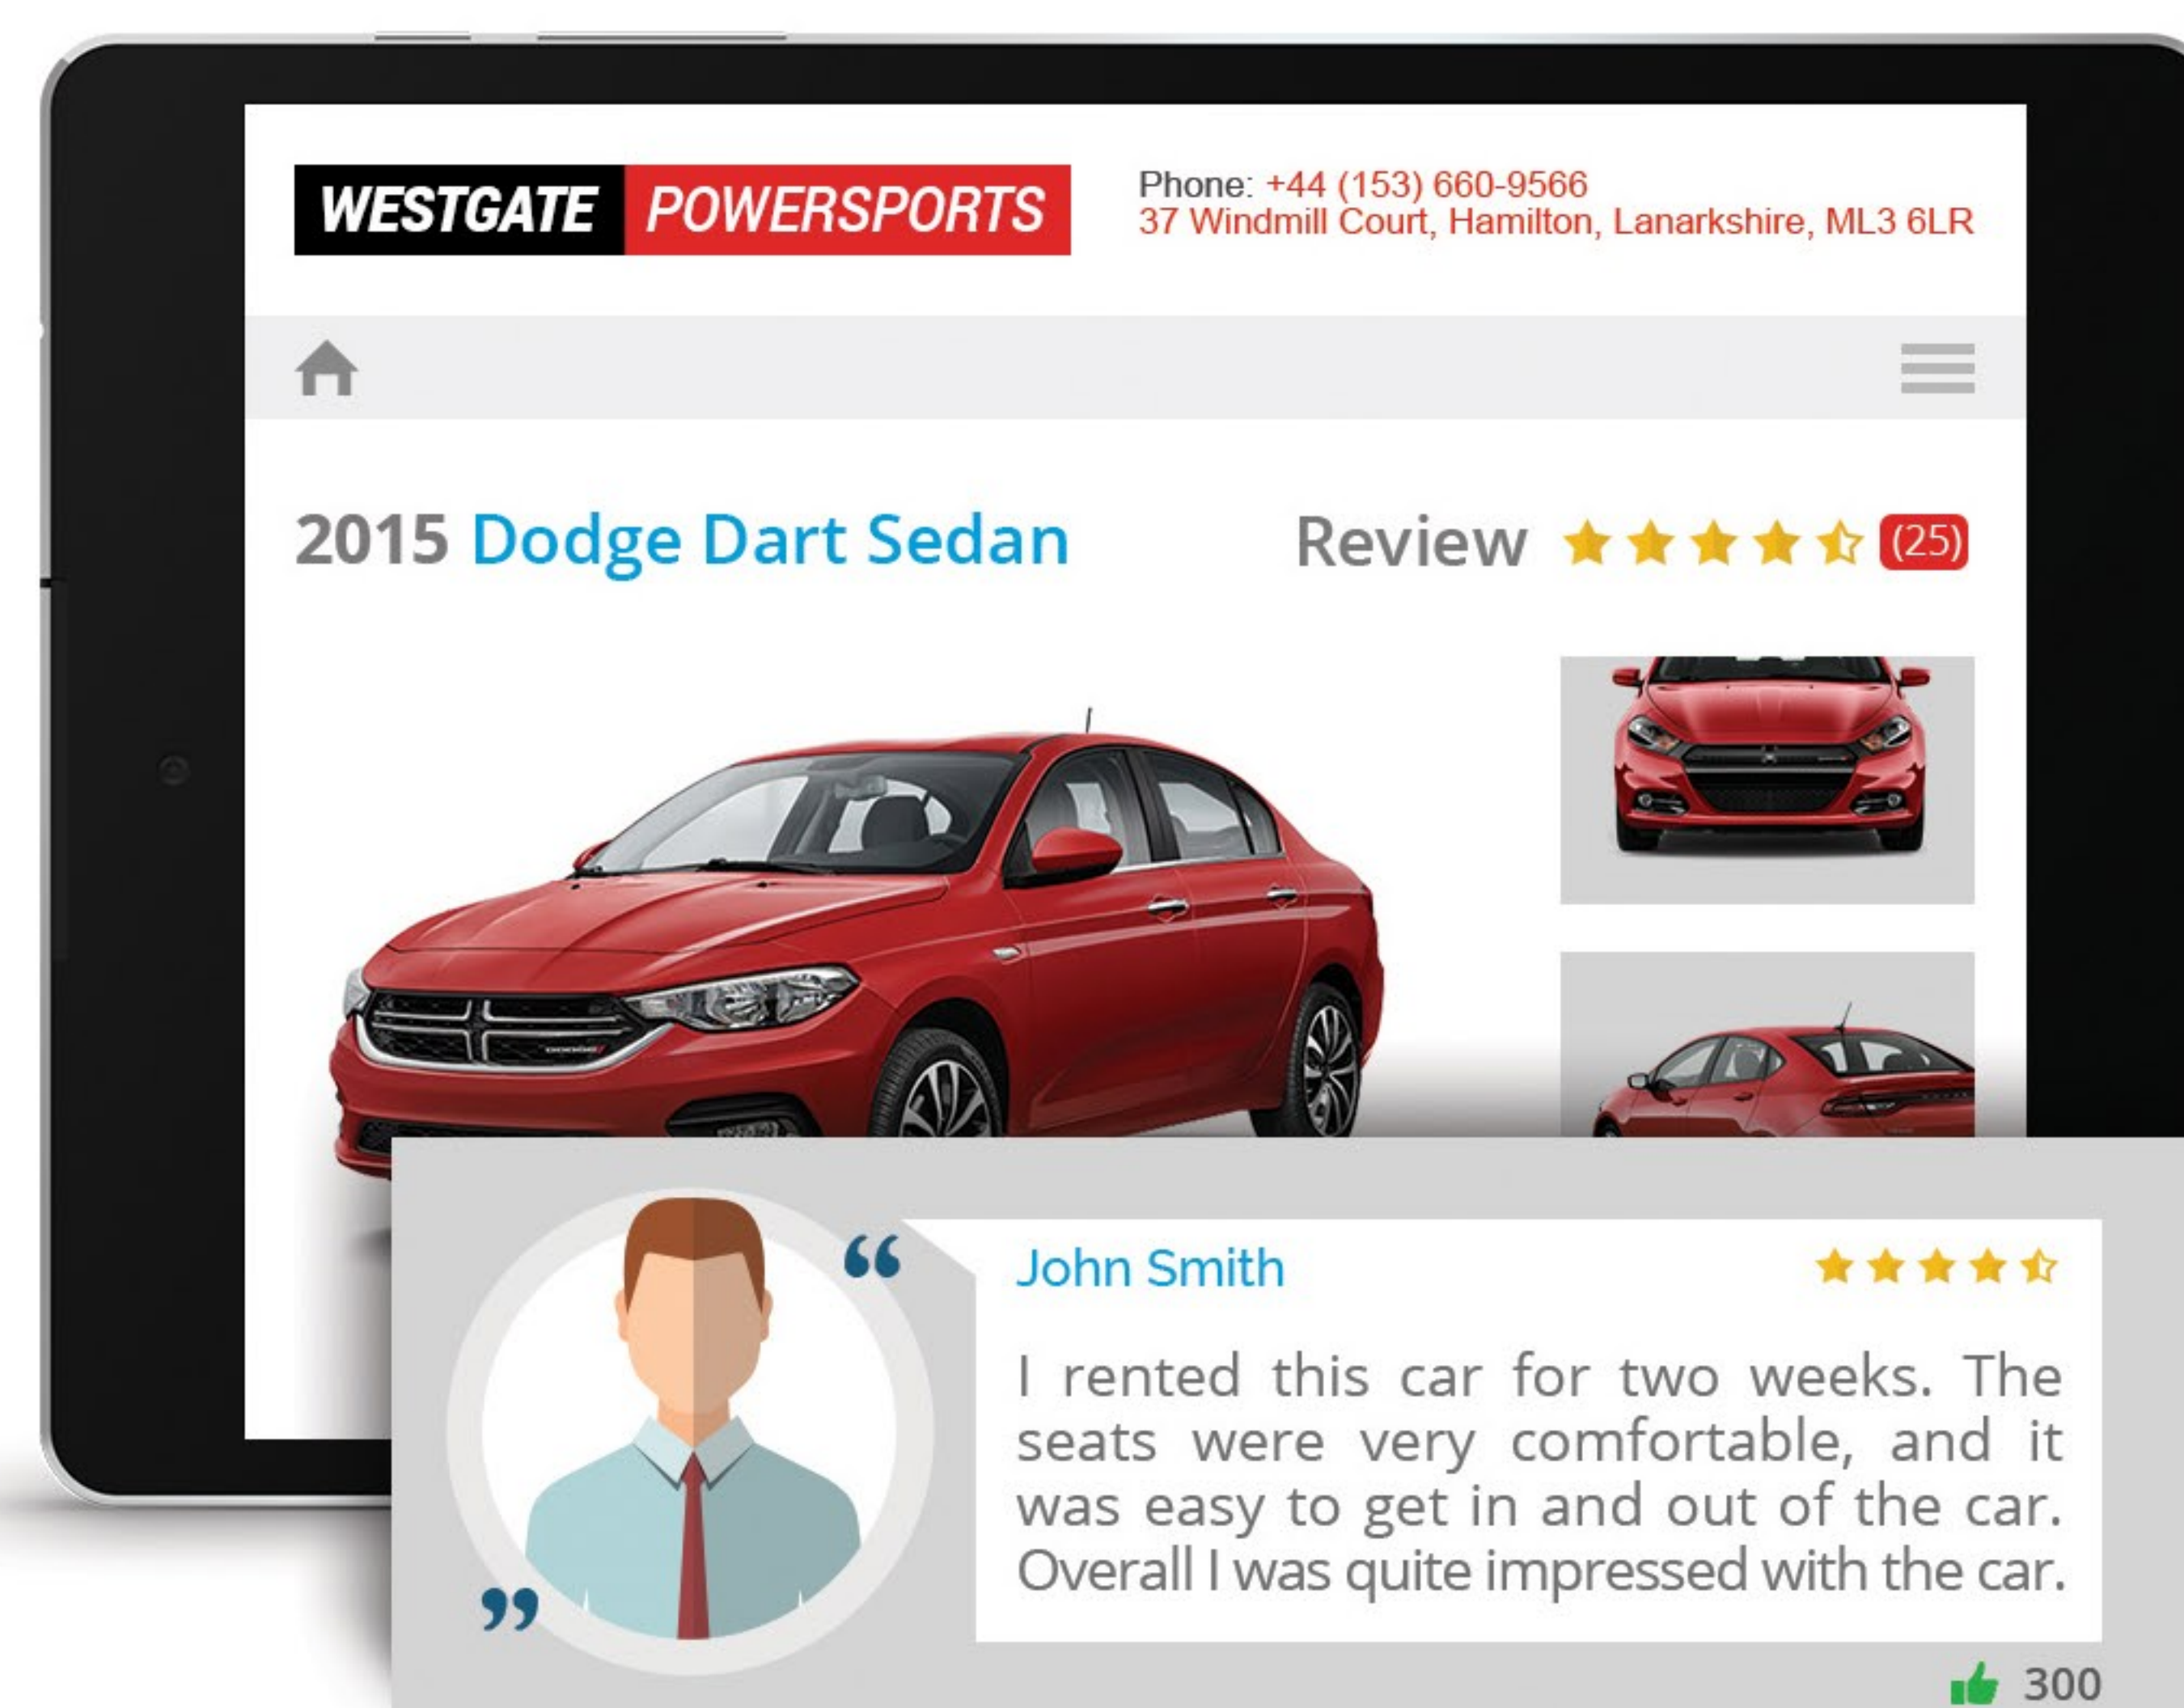 WESTGATE POWERSPORTS
Phone: +44 (153) 660-9566
37 Windmill Court, Hamilton, Lanarkshire, ML3 6LR
2015 Dodge Dart Sedan
Review (25)
DODGE
“
John Smith
I rented this car for two weeks. The
seats were very comfortable, and it
was easy to get in and out of the car.
Overall I was quite impressed with the car.
”
300